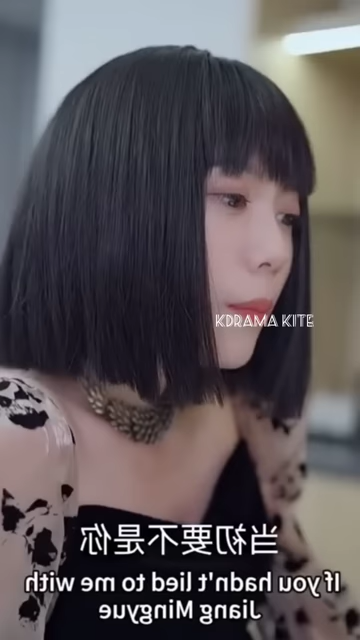 KDRAMA KITE
当初要不是你
If you hadn't lied to me with
Jiang Mingyue